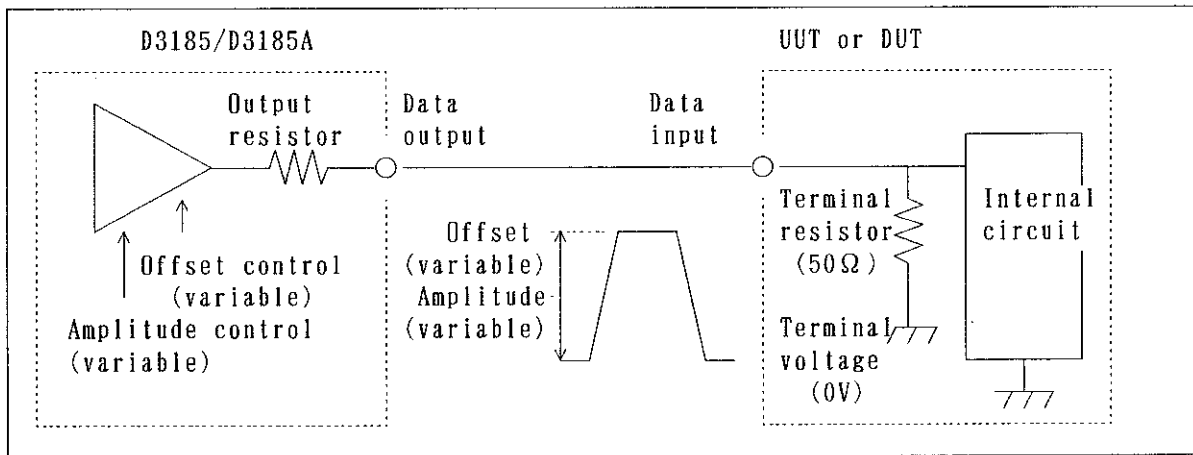 D3185/D3185A
UUT or DUT
Output
resistor
Data
output
Data
input
Offset control
(variable)
Amplitude control
(variable)
Offset
(variable)
Amplitude
(variable)
Terminal
resistor
(50Ω)
Terminal
voltage
(0V)
Internal
circuit